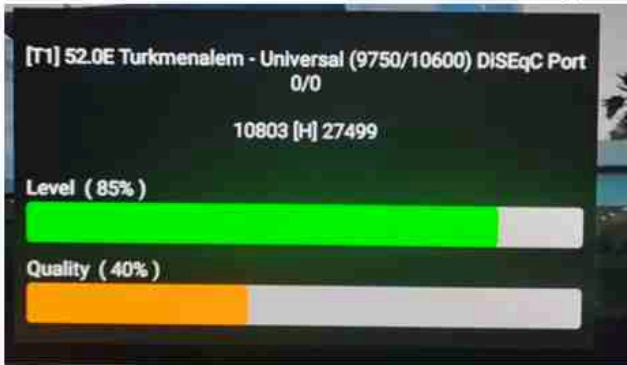 [T1] 52.0E Turkmenalem - Universal (9750/10600) DiSEqC Port
0/0
10803 [H] 27499
Level ( 85% )
Quality ( 40% )